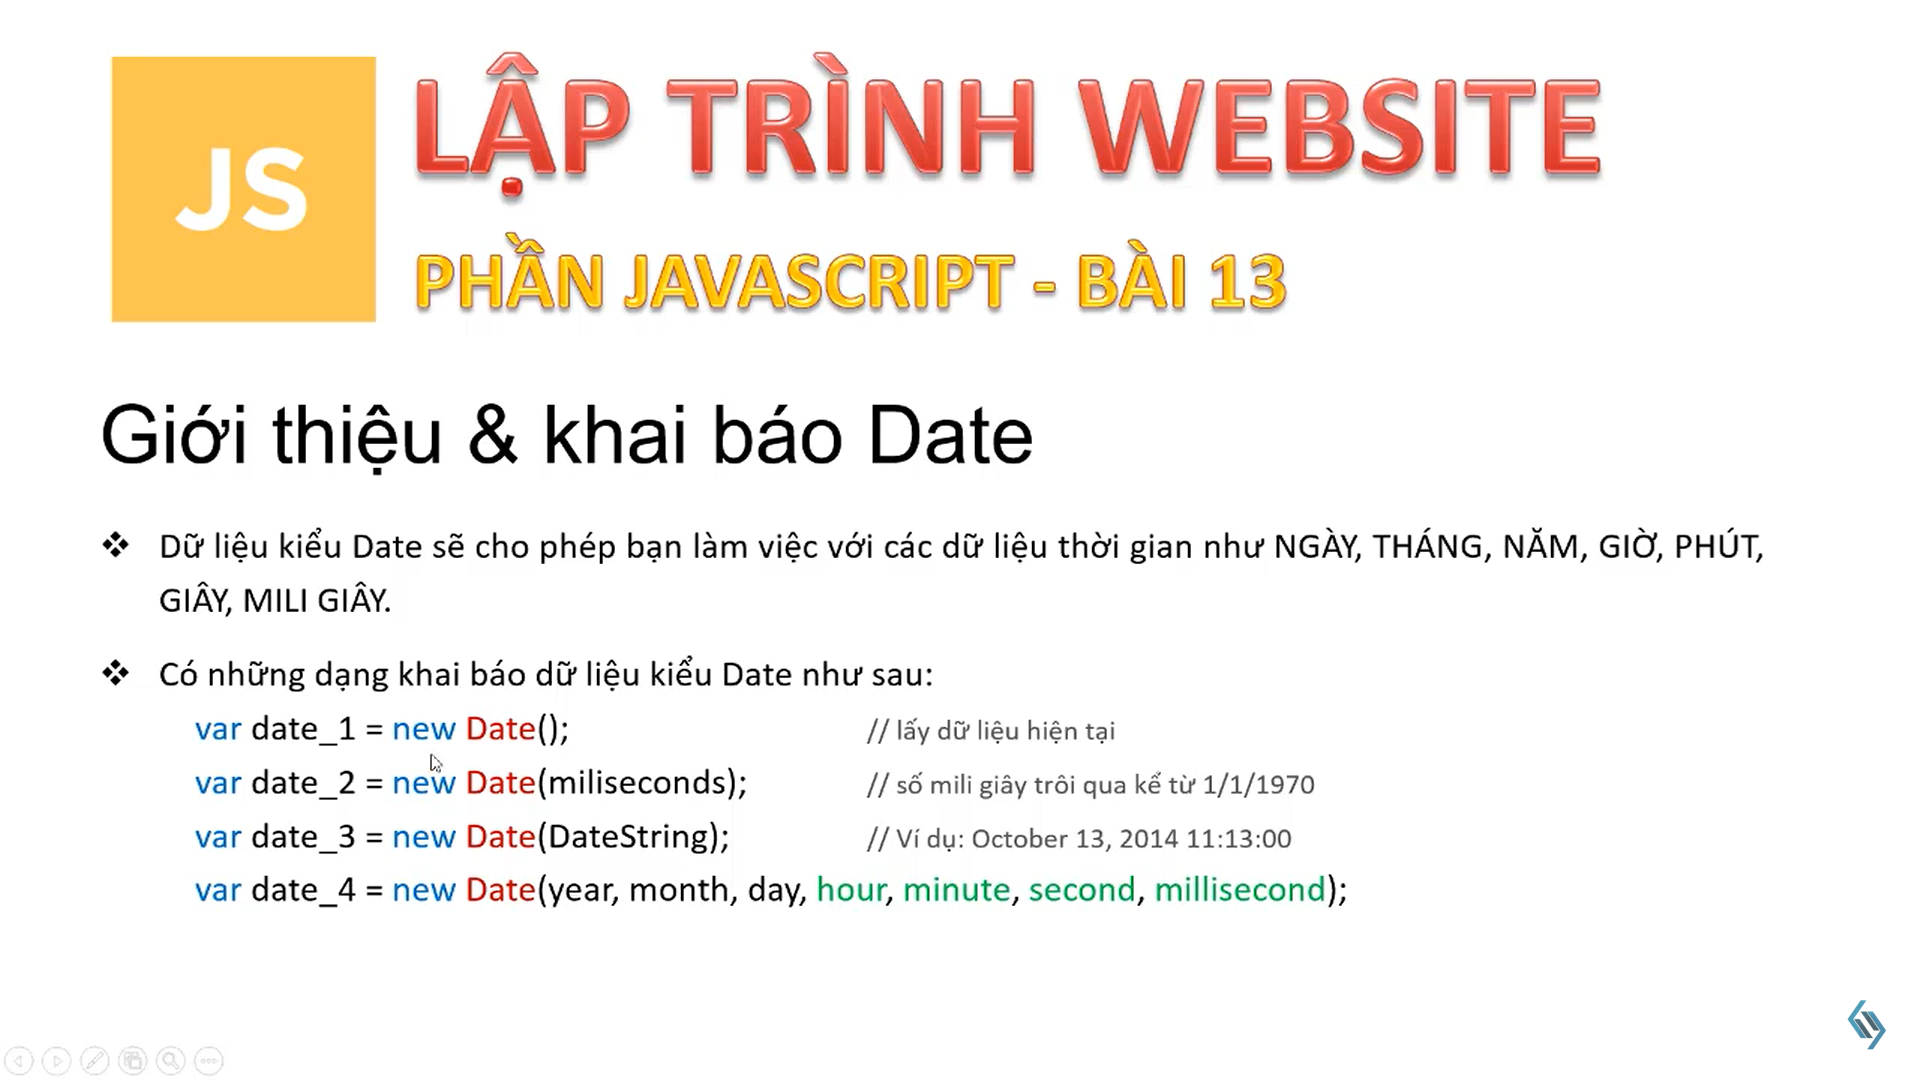 JS
LẬP TRÌNH WEBSITE
PHẦN JAVASCRIPT - BÀI 13
Giới thiệu & khai báo Date
❖ Dữ liệu kiểu Date sẽ cho phép bạn làm việc với các dữ liệu thời gian như NGÀY, THÁNG, NĂM, GIỜ, PHÚT,
GIÂY, MILI GIÂY.
❖ Có những dạng khai báo dữ liệu kiểu Date như sau:
var date_1 = new Date(); // lấy dữ liệu hiện tại
var date_2 = new Date(miliseconds); // số mili giây trôi qua kể từ 1/1/1970
var date_3 = new Date(DateString); // Ví dụ: October 13, 2014 11:13:00
var date_4 = new Date(year, month, day, hour, minute, second, millisecond);